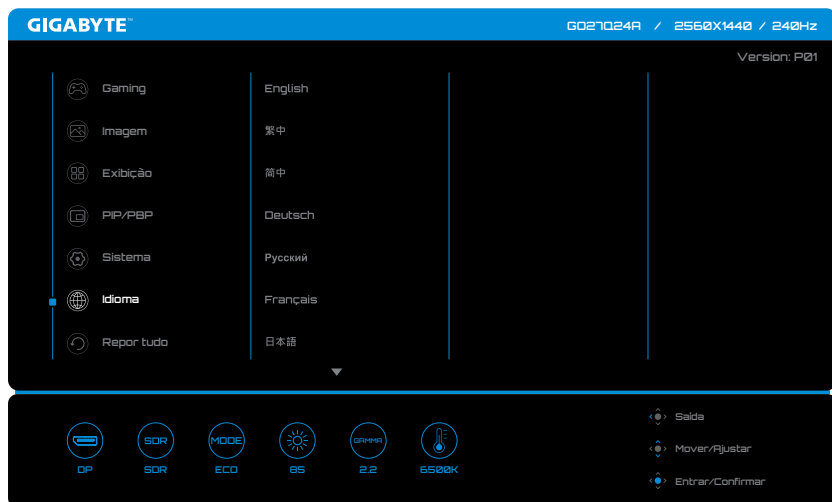 GIGABYTE™ GO27Q24A / 2560X1440 / 240Hz
Version: P01
Gaming
Imagem
Exibição
PIP/PBP
Sistema
Idioma
Repor tudo
English
繁中
简中
Deutsch
Русский
Français
日本語
SDR
MODE
GAMMA
DP
SDR
ECO
85
2.2
6500K
Saída
Mover/Ajustar
Entrar/Confirmar